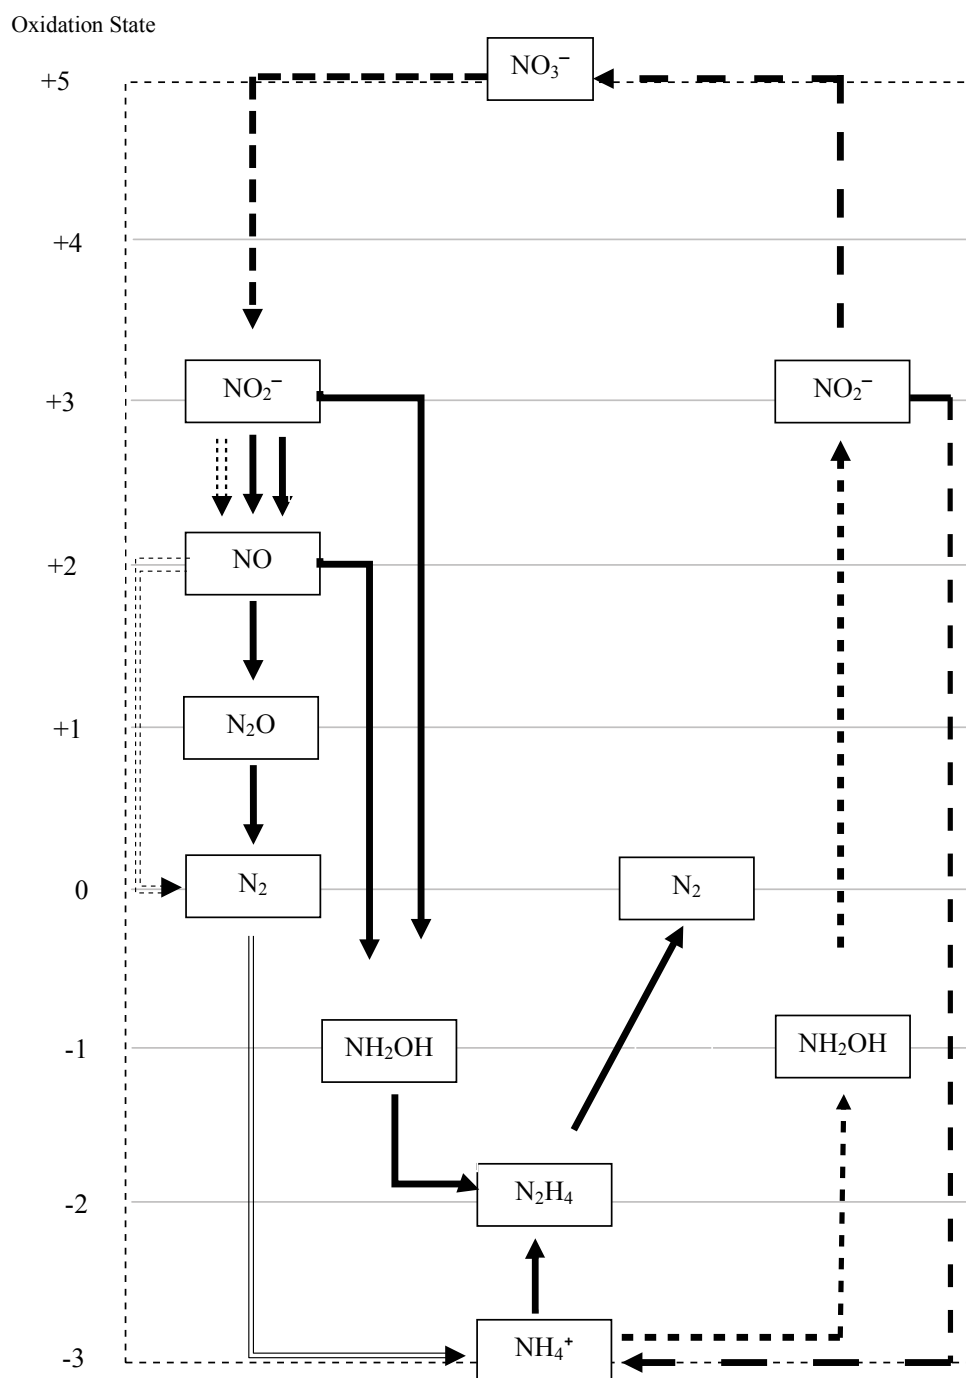 Oxidation State
NO₃⁻
+5
+4
NO₂⁻
NO₂⁻
+3
NO
+2
N₂O
+1
N₂
N₂
0
NH₂OH
NH₂OH
-1
N₂H₄
-2
NH₄⁺
-3